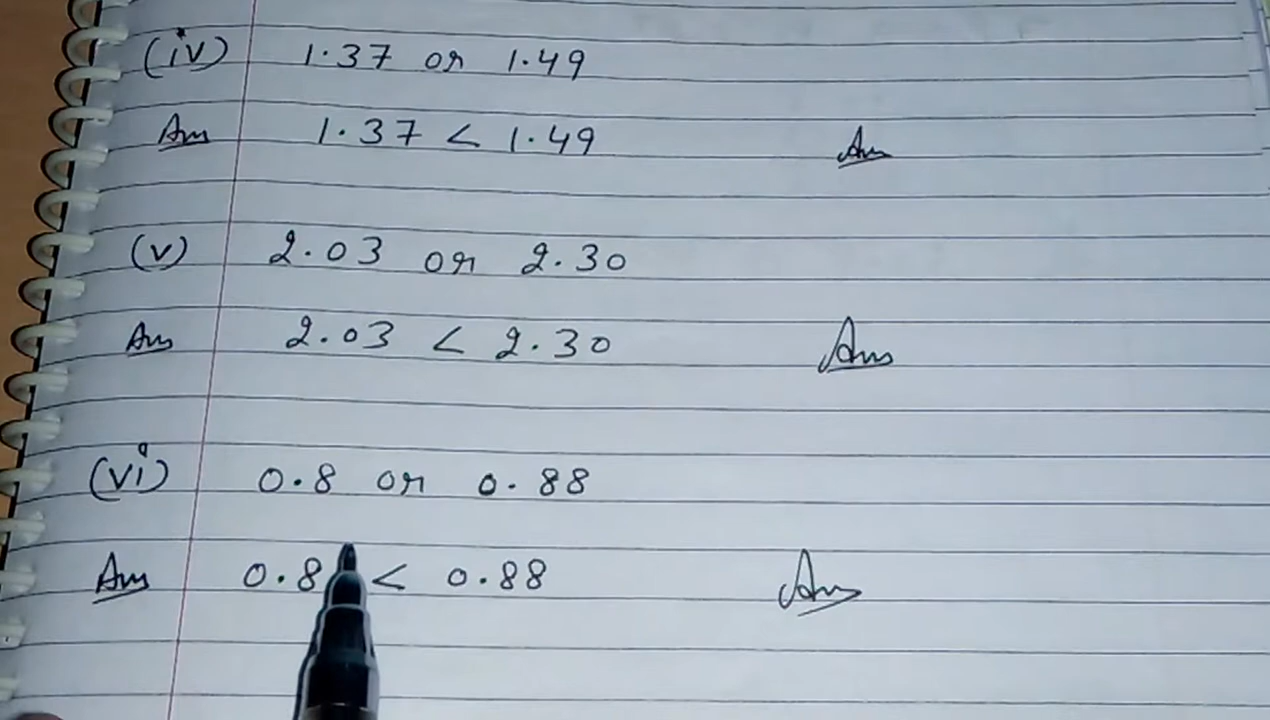 (iv) 1.37 or 1.49
Ans 1.37 < 1.49 Ans
(v) 2.03 or 2.30
Ans 2.03 < 2.30 Ans
(vi) 0.8 or 0.88
Ans 0.8 < 0.88 Ans